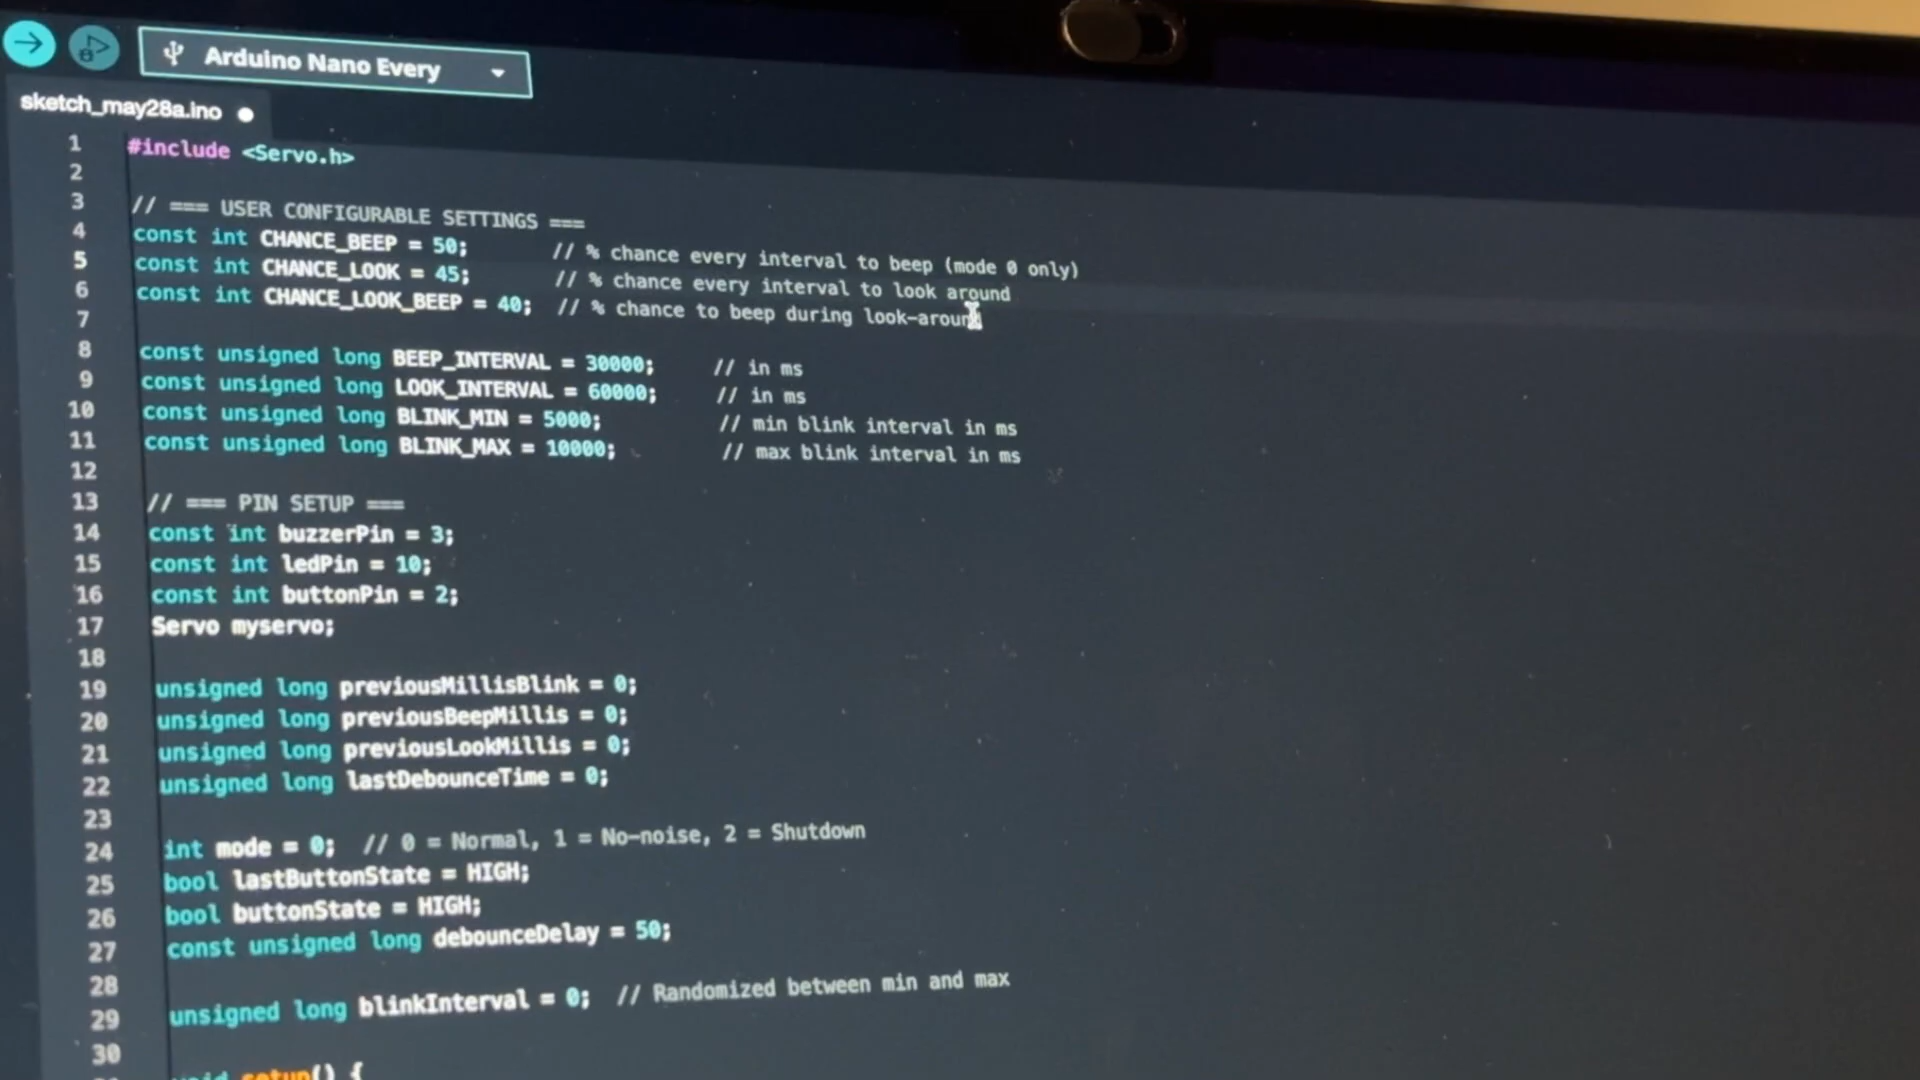 Arduino Nano Every
sketch_may28a.ino
1 #include <Servo.h>
2
3 // === USER CONFIGURABLE SETTINGS ===
4 const int CHANCE_BEEP = 50; // % chance every interval to beep (mode 0 only)
5 const int CHANCE_LOOK = 45; // % chance every interval to look around
6 const int CHANCE_LOOK_BEEP = 40; // % chance to beep during look-around
7
8 const unsigned long BEEP_INTERVAL = 30000; // in ms
9 const unsigned long LOOK_INTERVAL = 60000; // in ms
10 const unsigned long BLINK_MIN = 5000; // min blink interval in ms
11 const unsigned long BLINK_MAX = 10000; // max blink interval in ms
12
13 // === PIN SETUP ===
14 const int buzzerPin = 3;
15 const int ledPin = 10;
16 const int buttonPin = 2;
17 Servo myservo;
18
19 unsigned long previousMillisBlink = 0;
20 unsigned long previousBeepMillis = 0;
21 unsigned long previousLookMillis = 0;
22 unsigned long lastDebounceTime = 0;
23
24 int mode = 0; // 0 = Normal, 1 = No-noise, 2 = Shutdown
25 bool lastButtonState = HIGH;
26 bool buttonState = HIGH;
27 const unsigned long debounceDelay = 50;
28
29 unsigned long blinkInterval = 0; // Randomized between min and max
30
void setup() {